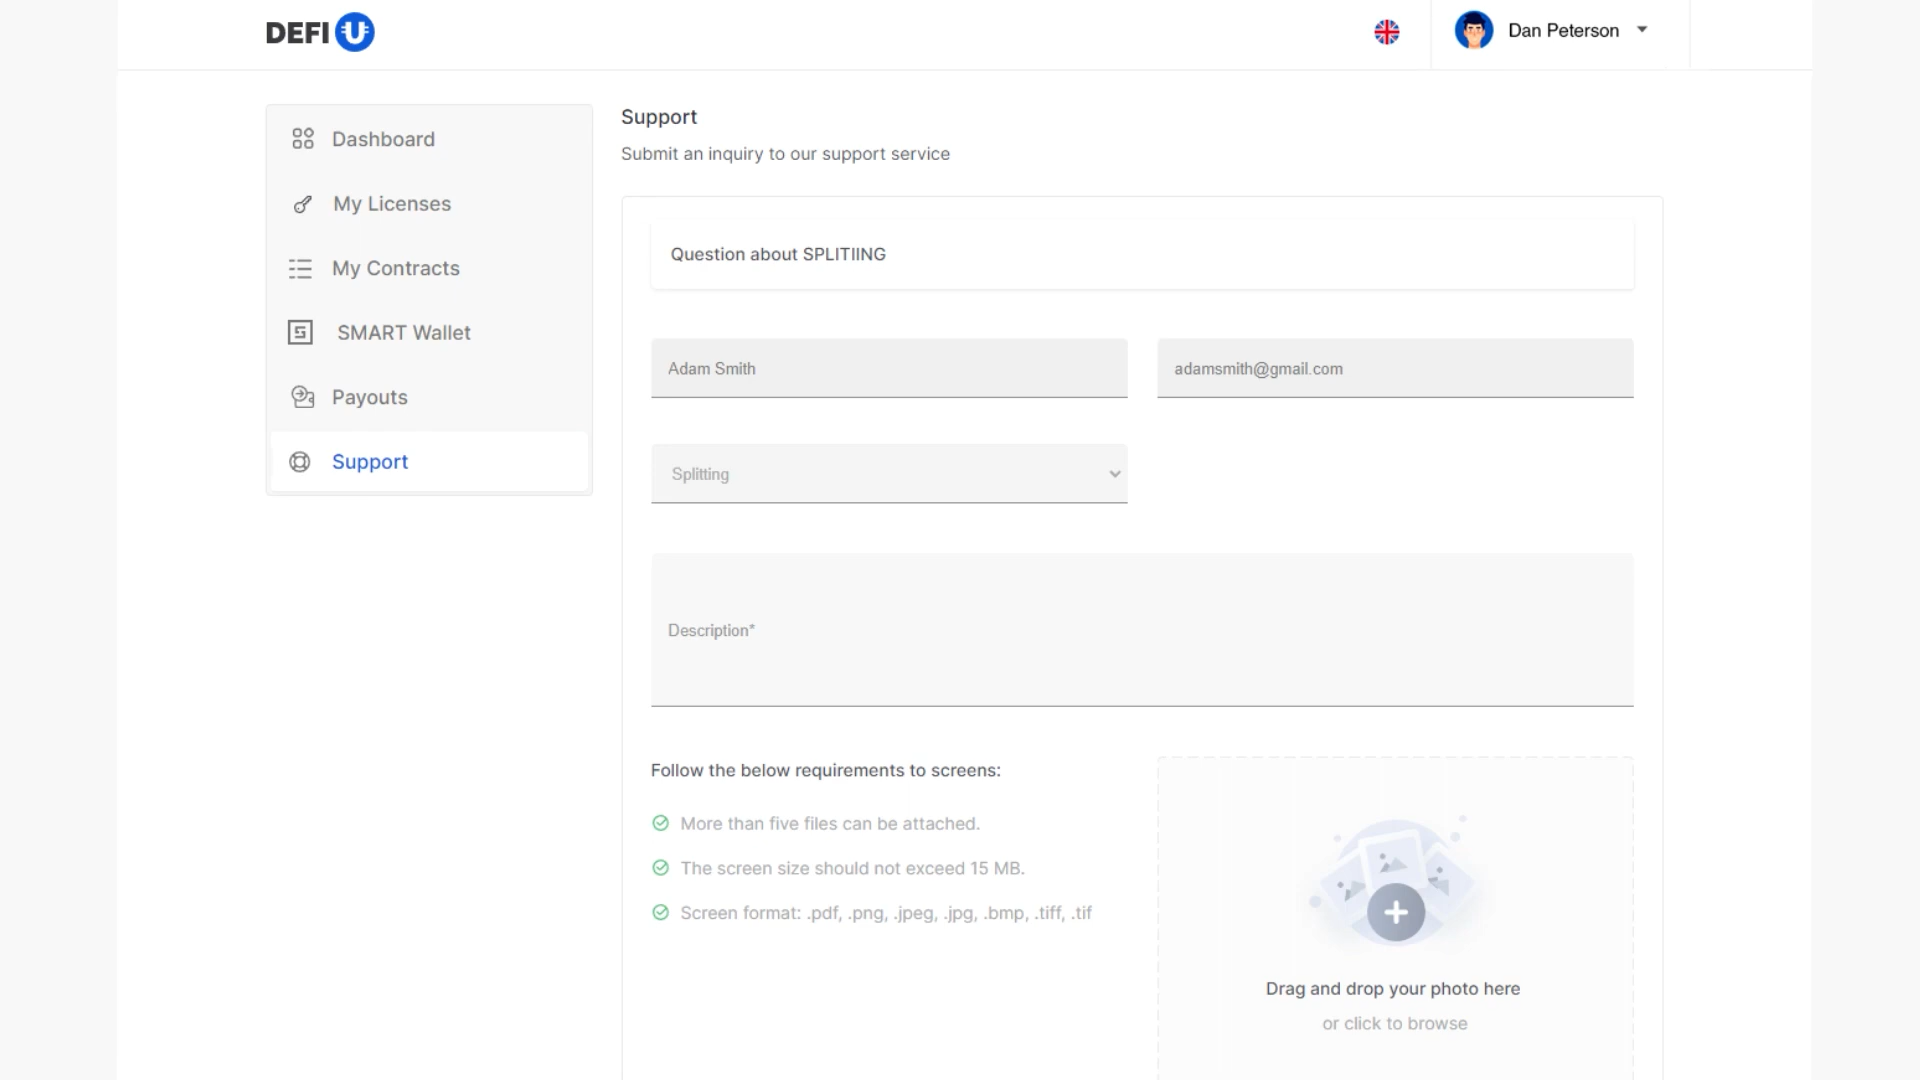 DEFI U
Dan Peterson
Dashboard
My Licenses
My Contracts
SMART Wallet
Payouts
Support
Support
Submit an inquiry to our support service
Question about SPLITIING
Adam Smith
adamsmith@gmail.com
Splitting
Description*
Follow the below requirements to screens:
More than five files can be attached.
The screen size should not exceed 15 MB.
Screen format: .pdf, .png, .jpeg, .jpg, .bmp, .tiff, .tif
Drag and drop your photo here
or click to browse